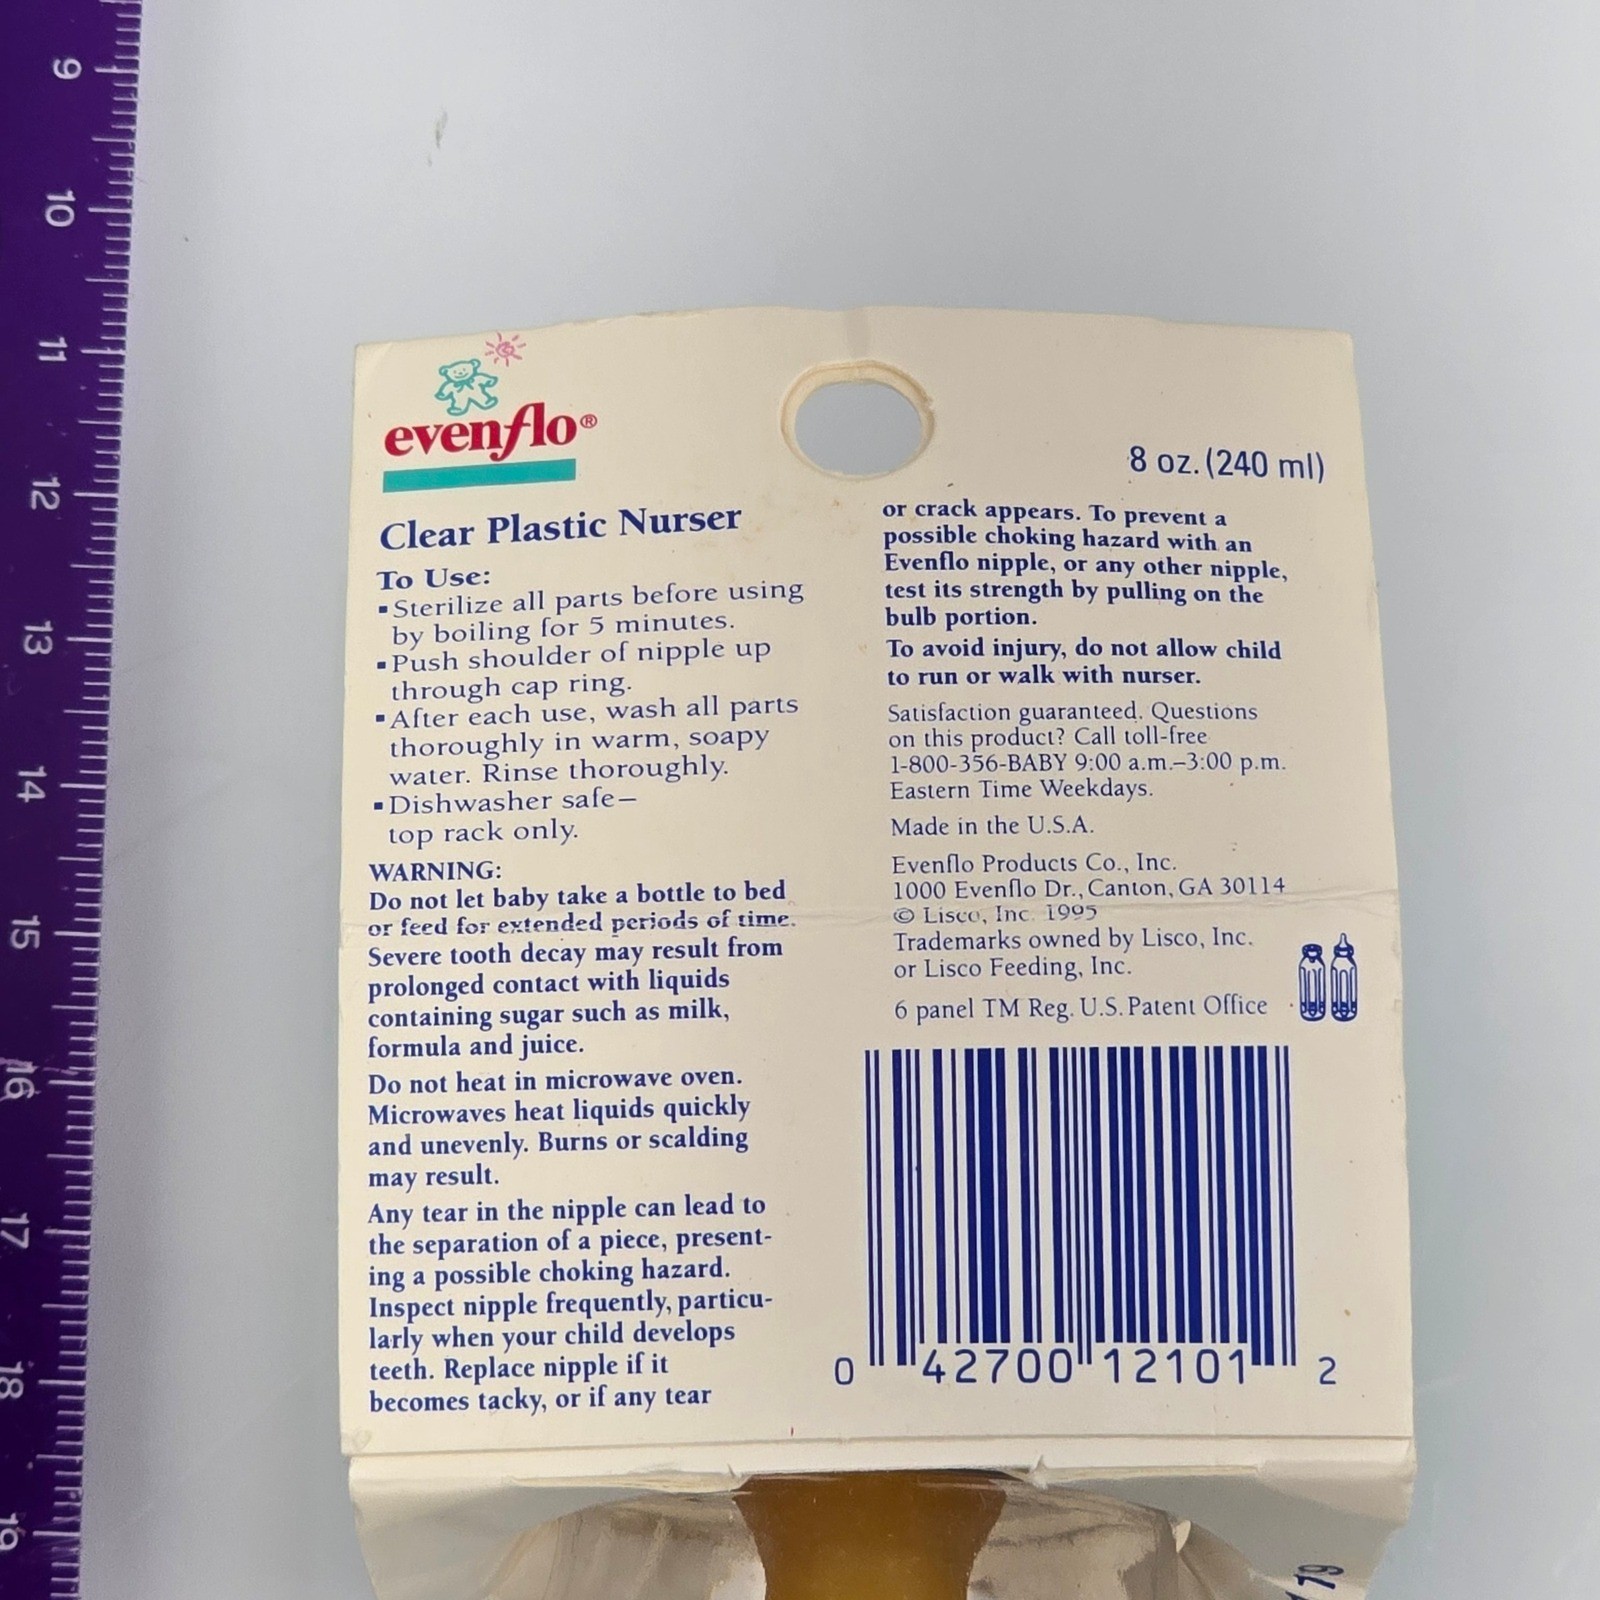 9
10
11
12
13
14
15
16
17
18
19
evenflo®
8 oz. (240 ml)
Clear Plastic Nurser
To Use:
▪ Sterilize all parts before using
by boiling for 5 minutes.
▪ Push shoulder of nipple up
through cap ring.
▪ After each use, wash all parts
thoroughly in warm, soapy
water. Rinse thoroughly.
▪ Dishwasher safe—
top rack only.
WARNING:
Do not let baby take a bottle to bed
or feed for extended periods of time.
Severe tooth decay may result from
prolonged contact with liquids
containing sugar such as milk,
formula and juice.
Do not heat in microwave oven.
Microwaves heat liquids quickly
and unevenly. Burns or scalding
may result.
Any tear in the nipple can lead to
the separation of a piece, present-
ing a possible choking hazard.
Inspect nipple frequently, particu-
larly when your child develops
teeth. Replace nipple if it
becomes tacky, or if any tear
or crack appears. To prevent a
possible choking hazard with an
Evenflo nipple, or any other nipple,
test its strength by pulling on the
bulb portion.
To avoid injury, do not allow child
to run or walk with nurser.
Satisfaction guaranteed. Questions
on this product? Call toll-free
1-800-356-BABY 9:00 a.m.–3:00 p.m.
Eastern Time Weekdays.
Made in the U.S.A.
Evenflo Products Co., Inc.
1000 Evenflo Dr., Canton, GA 30114
© Lisco, Inc. 1995
Trademarks owned by Lisco, Inc.
or Lisco Feeding, Inc.
6 panel TM Reg. U.S. Patent Office
0 42700 12101 2